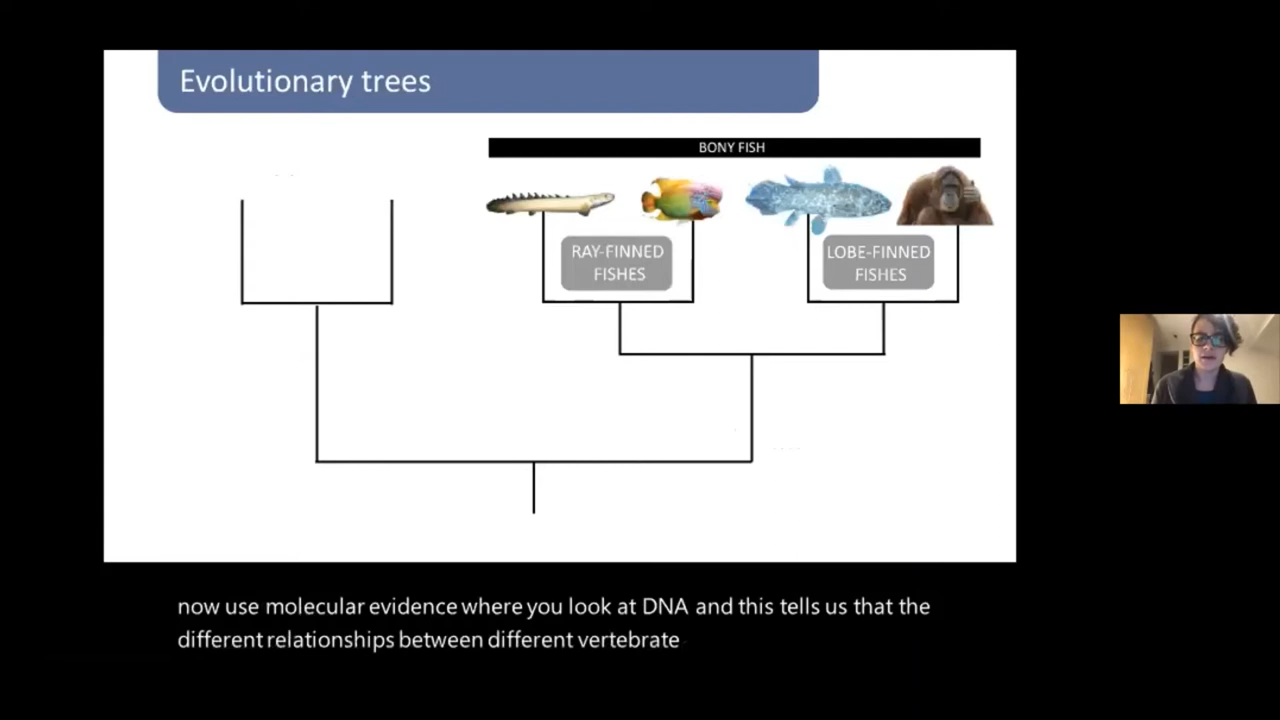 Evolutionary trees
BONY FISH
RAY-FINNED
FISHES
LOBE-FINNED
FISHES
now use molecular evidence where you look at DNA and this tells us that the
different relationships between different vertebrate